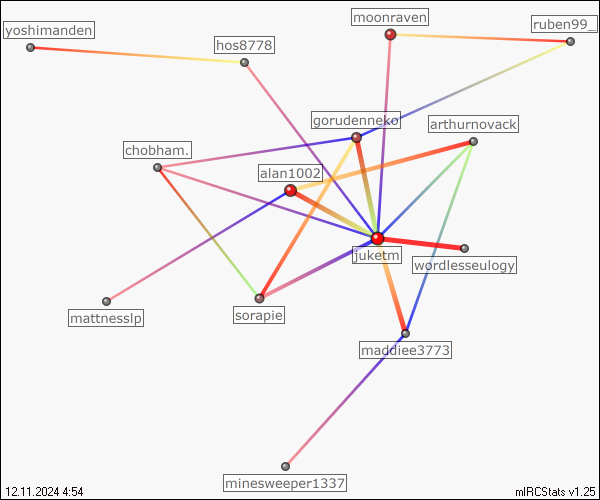 moonraven
ruben99_
yoshimanden
hos8778
gorudenneko
arthurnovack
chobham.
alan1002
juketm
wordlesseulogy
sorapie
mattnesslp
maddiee3773
minesweeper1337
12.11.2024 4:54
mIRCStats v1.25